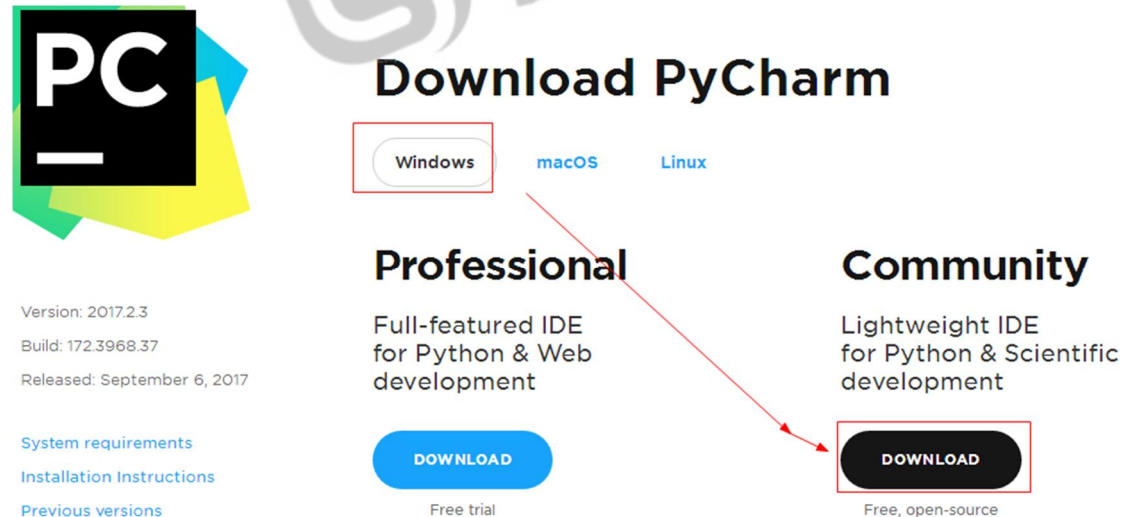 PC
Download PyCharm
Windows
macOS
Linux
Version: 2017.2.3
Build: 172.3968.37
Released: September 6, 2017
System requirements
Installation Instructions
Previous versions
Professional
Full-featured IDE
for Python & Web
development
DOWNLOAD
Free trial
Community
Lightweight IDE
for Python & Scientific
development
DOWNLOAD
Free, open-source